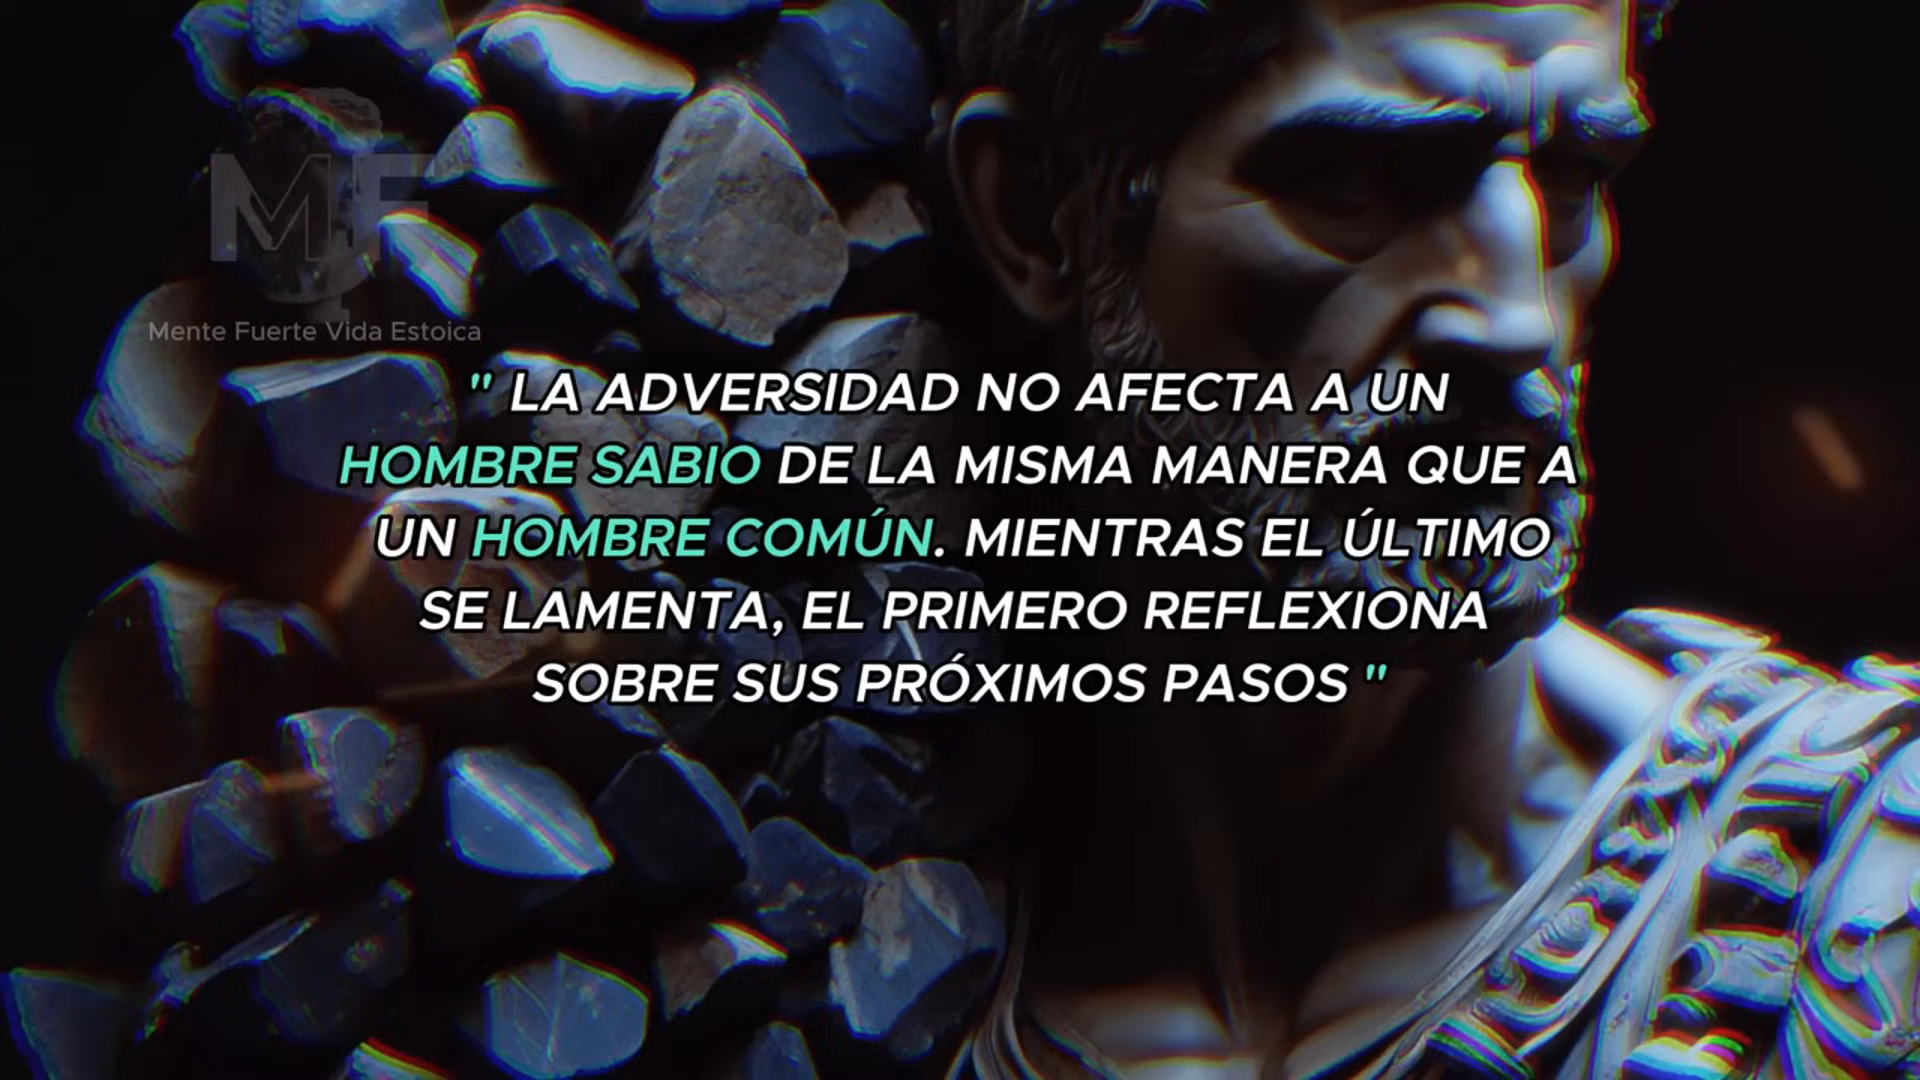 MF
Mente Fuerte Vida Estoica
" LA ADVERSIDAD NO AFECTA A UN
HOMBRE SABIO DE LA MISMA MANERA QUE A
UN HOMBRE COMÚN. MIENTRAS EL ÚLTIMO
SE LAMENTA, EL PRIMERO REFLEXIONA
SOBRE SUS PRÓXIMOS PASOS "